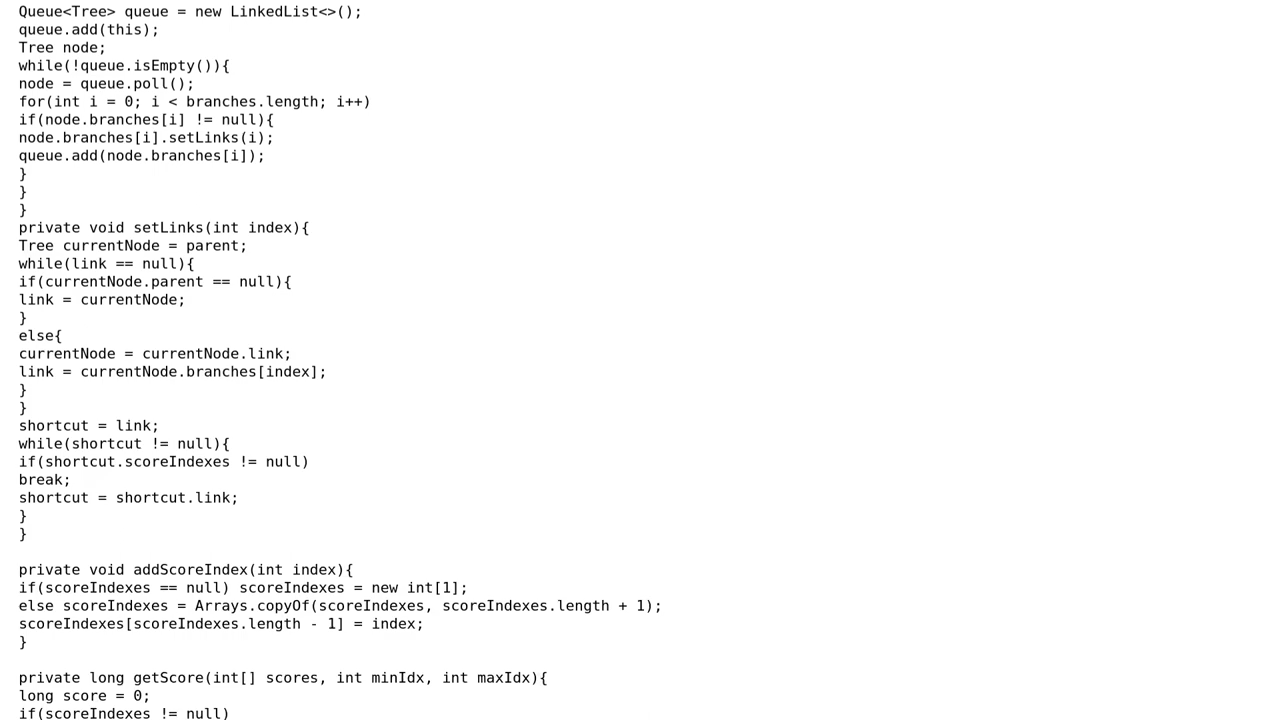 Queue<Tree> queue = new LinkedList<>();
queue.add(this);
Tree node;
while(!queue.isEmpty()){
node = queue.poll();
for(int i = 0; i < branches.length; i++)
if(node.branches[i] != null){
node.branches[i].setLinks(i);
queue.add(node.branches[i]);
}
}
}
private void setLinks(int index){
Tree currentNode = parent;
while(link == null){
if(currentNode.parent == null){
link = currentNode;
}
else{
currentNode = currentNode.link;
link = currentNode.branches[index];
}
}
shortcut = link;
while(shortcut != null){
if(shortcut.scoreIndexes != null)
break;
shortcut = shortcut.link;
}
}

private void addScoreIndex(int index){
if(scoreIndexes == null) scoreIndexes = new int[1];
else scoreIndexes = Arrays.copyOf(scoreIndexes, scoreIndexes.length + 1);
scoreIndexes[scoreIndexes.length - 1] = index;
}

private long getScore(int[] scores, int minIdx, int maxIdx){
long score = 0;
if(scoreIndexes != null)